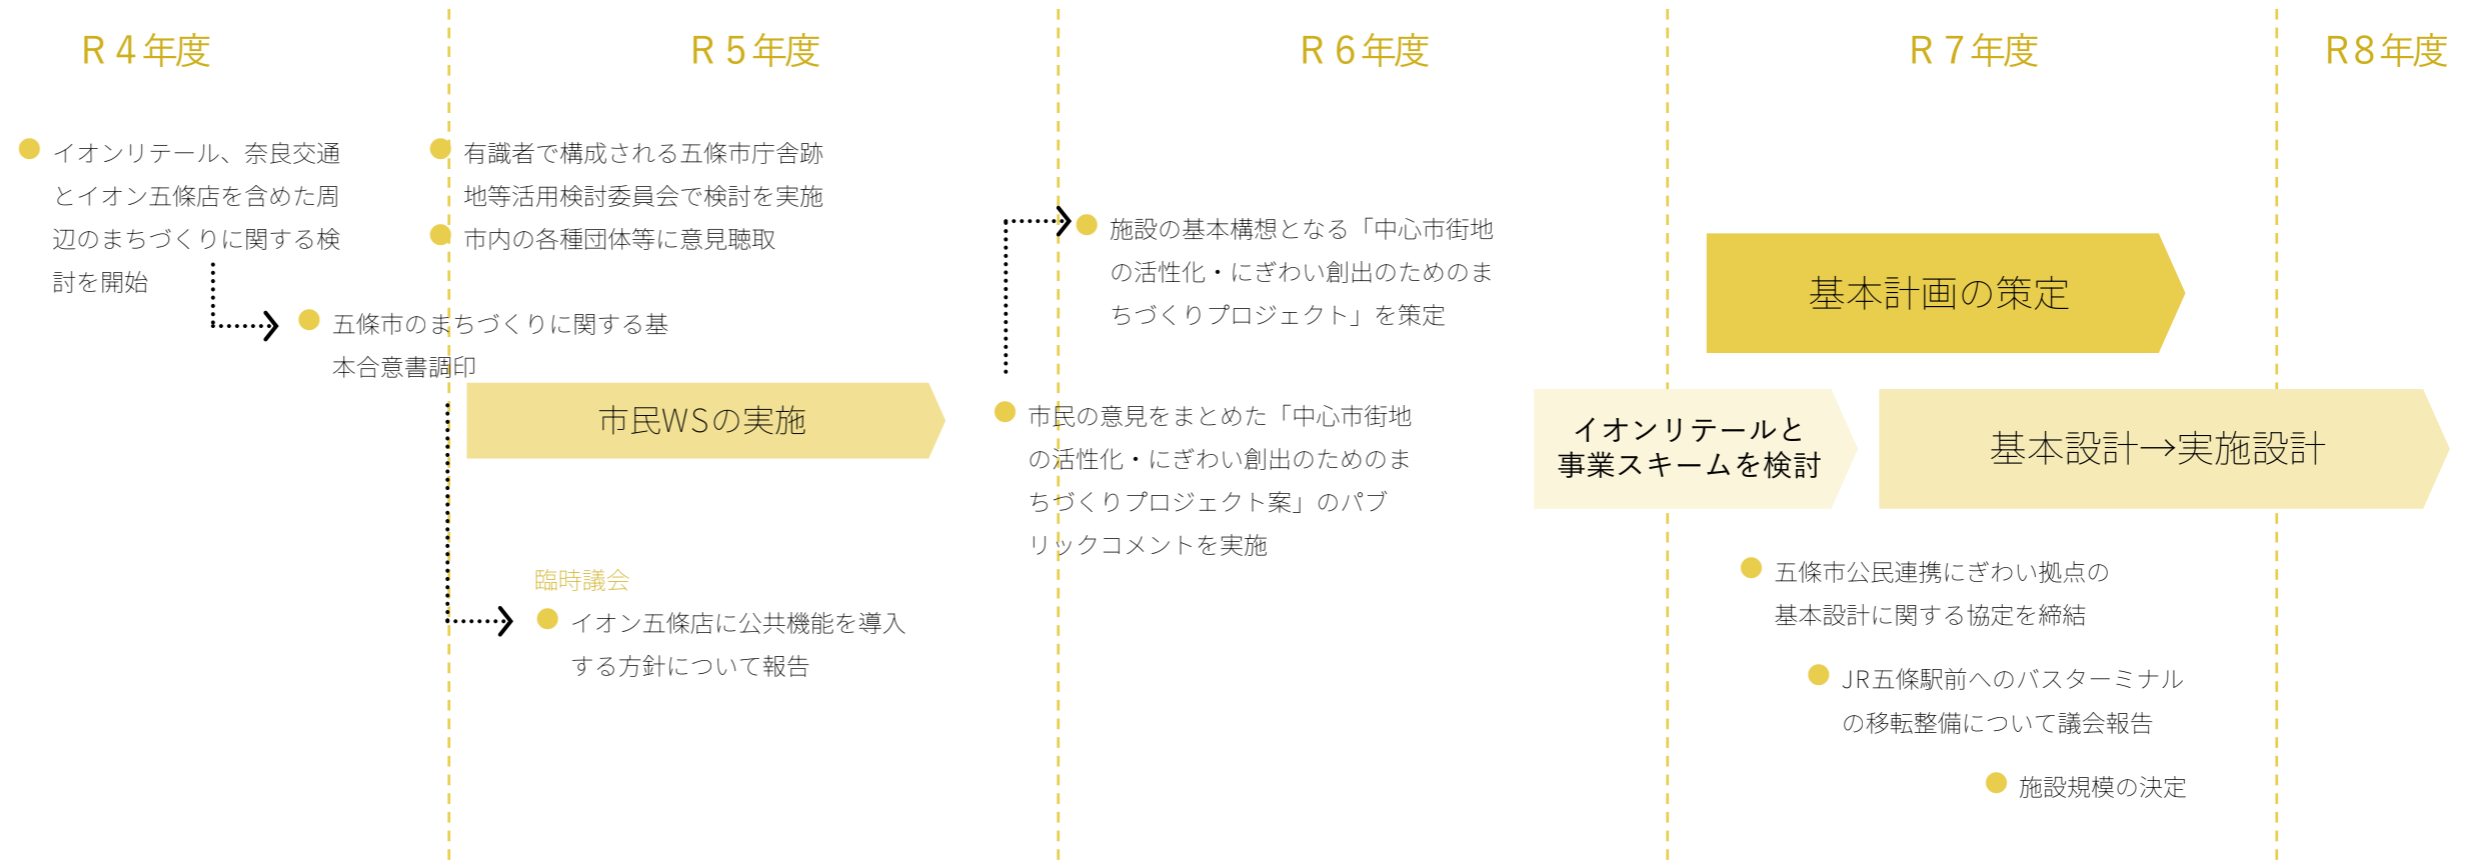 R４年度
R５年度
R６年度
R７年度
R8年度
イオンリテール、奈良交通
とイオン五條店を含めた周
辺のまちづくりに関する検
討を開始
五條市のまちづくりに関する基
本合意書調印
有識者で構成される五條市庁舎跡
地等活用検討委員会で検討を実施
市内の各種団体等に意見聴取
市民WSの実施
臨時議会
イオン五條店に公共機能を導入
する方針について報告
施設の基本構想となる「中心市街地
の活性化・にぎわい創出のためのま
ちづくりプロジェクト」を策定
市民の意見をまとめた「中心市街地
の活性化・にぎわい創出のためのま
ちづくりプロジェクト案」のパブ
リックコメントを実施
基本計画の策定
イオンリテールと
事業スキームを検討
基本設計→実施設計
五條市公民連携にぎわい拠点の
基本設計に関する協定を締結
JR五條駅前へのバスターミナル
の移転整備について議会報告
施設規模の決定